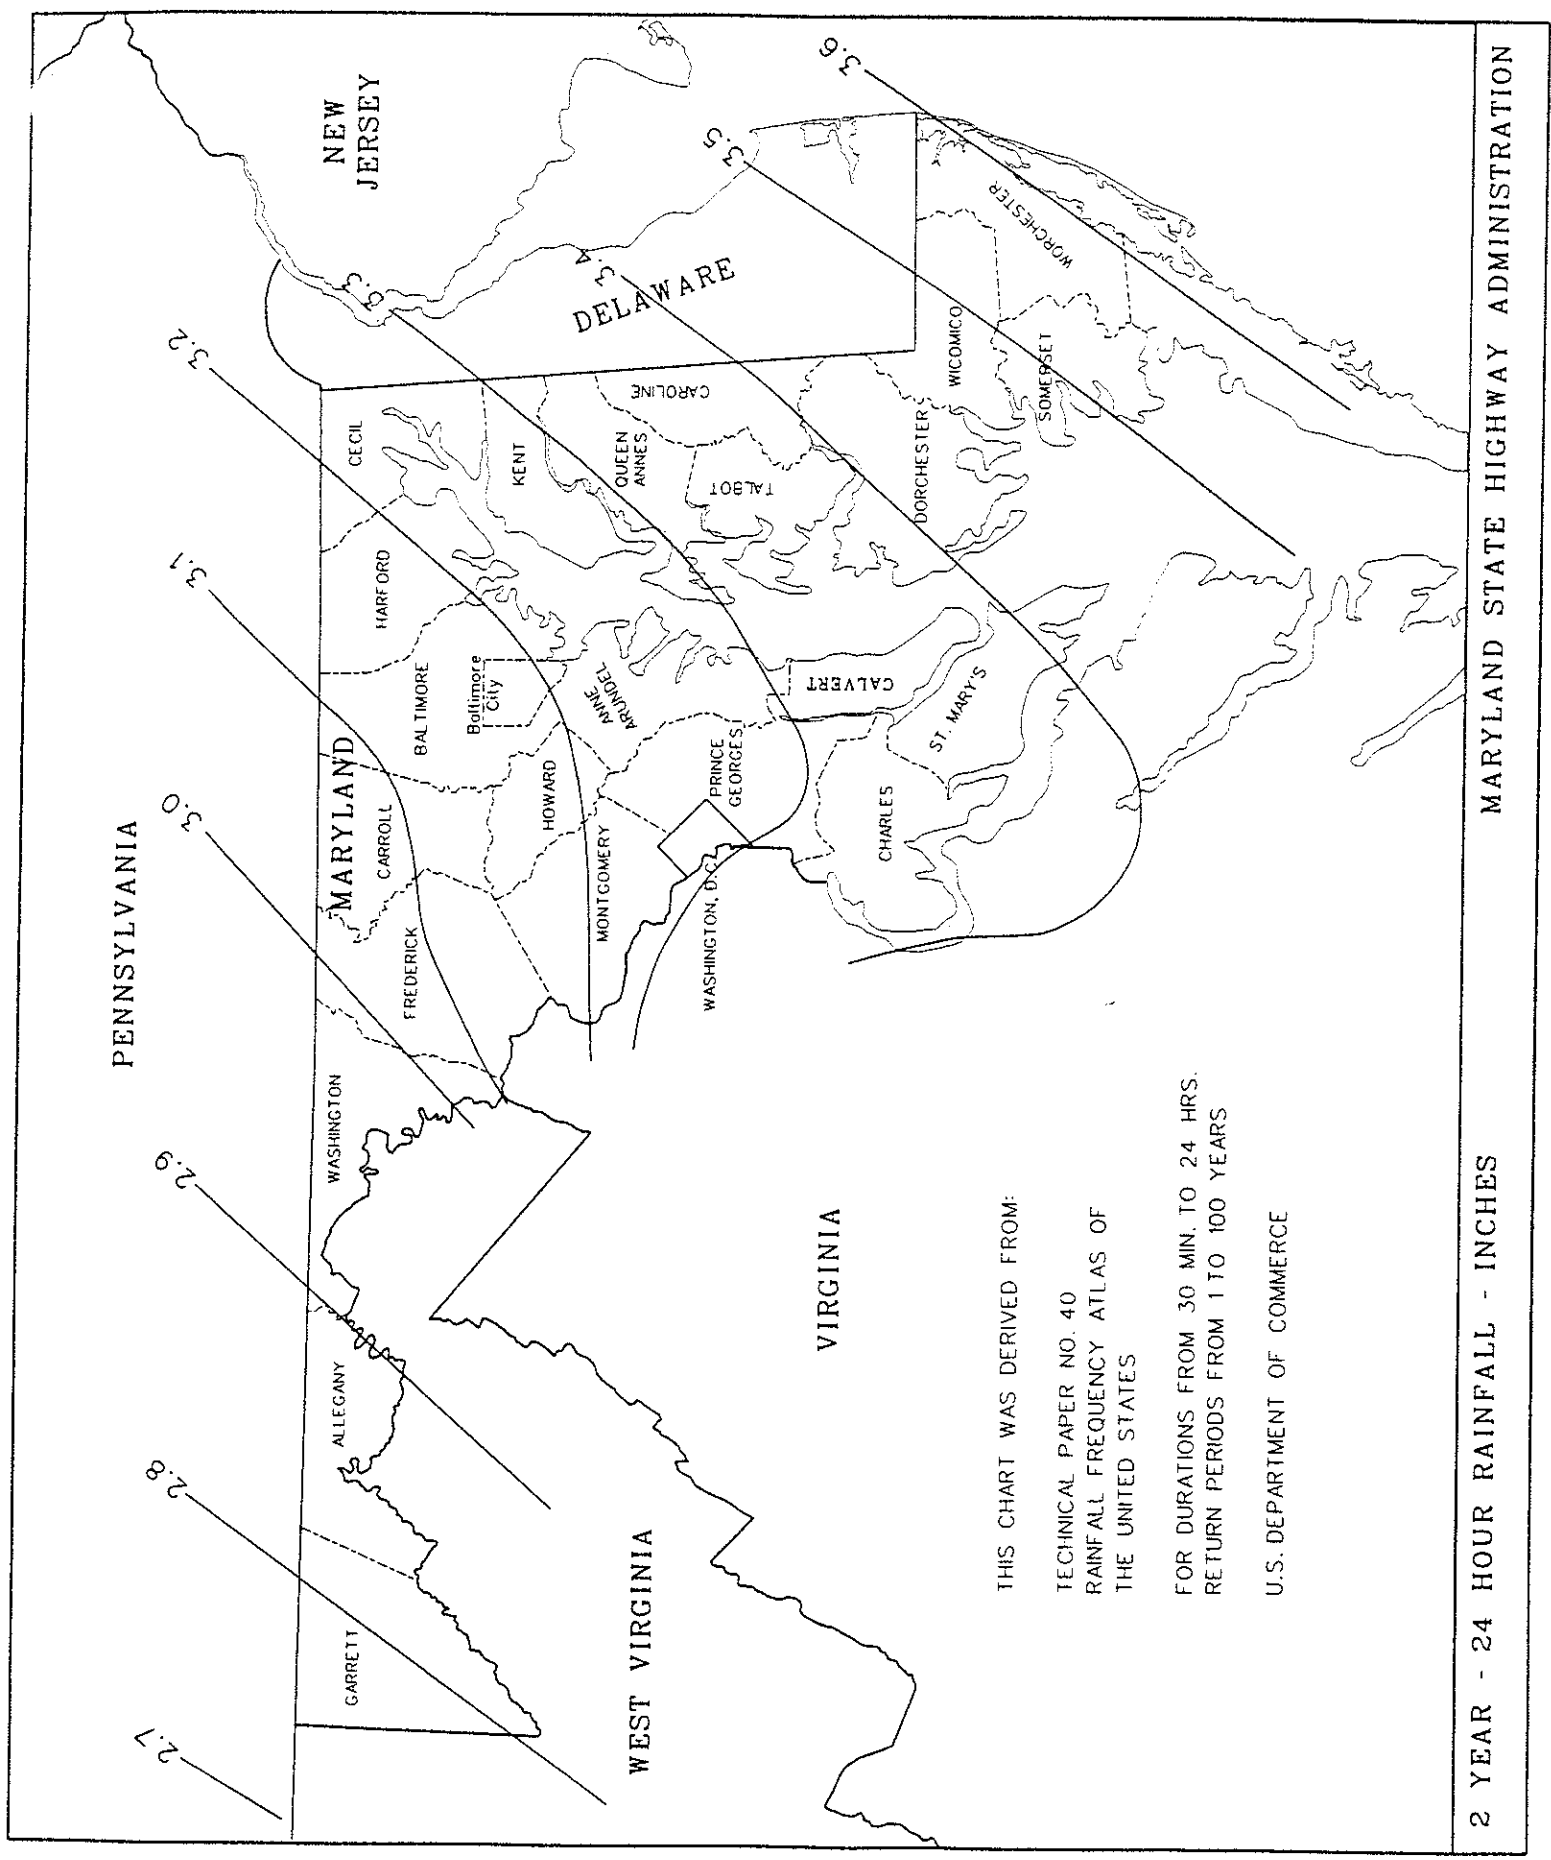 PENNSYLVANIA
NEW
JERSEY
2.7
2.8
2.9
3.0
3.1
3.2
3.3
3.4
3.5
3.6
MARYLAND
GARRETT
ALLEGANY
WASHINGTON
FREDERICK
CARROLL
BALTIMORE
Baltimore
City
HARFORD
CECIL
KENT
QUEEN
ANNES
CAROLINE
TALBOT
HOWARD
MONTGOMERY
ANNE
ARUNDEL
PRINCE
GEORGES
WASHINGTON, D.C.
CALVERT
CHARLES
ST. MARY'S
DORCHESTER
WICOMICO
SOMERSET
WORCHESTER
DELAWARE
WEST VIRGINIA
VIRGINIA
THIS CHART WAS DERIVED FROM:
TECHNICAL PAPER NO. 40
RAINFALL FREQUENCY ATLAS OF
THE UNITED STATES
FOR DURATIONS FROM 30 MIN. TO 24 HRS.
RETURN PERIODS FROM 1 TO 100 YEARS
U.S. DEPARTMENT OF COMMERCE
2 YEAR - 24 HOUR RAINFALL - INCHES
MARYLAND STATE HIGHWAY ADMINISTRATION